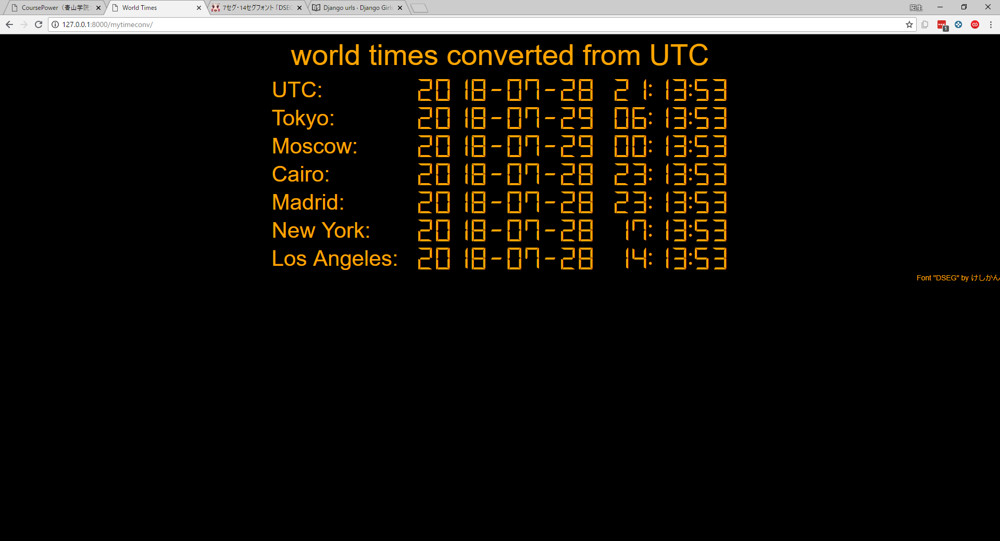 CoursePower（青山学院
World Times
7セグ・14セグフォント 「DSEG
Django urls · Django Girls
拓生
127.0.0.1:8000/mytimeconv/
1
world times converted from UTC
UTC: 2018-07-28 21:13:53
Tokyo: 2018-07-29 06:13:53
Moscow: 2018-07-29 00:13:53
Cairo: 2018-07-28 23:13:53
Madrid: 2018-07-28 23:13:53
New York: 2018-07-28 17:13:53
Los Angeles: 2018-07-28 14:13:53
Font "DSEG" by けしかん